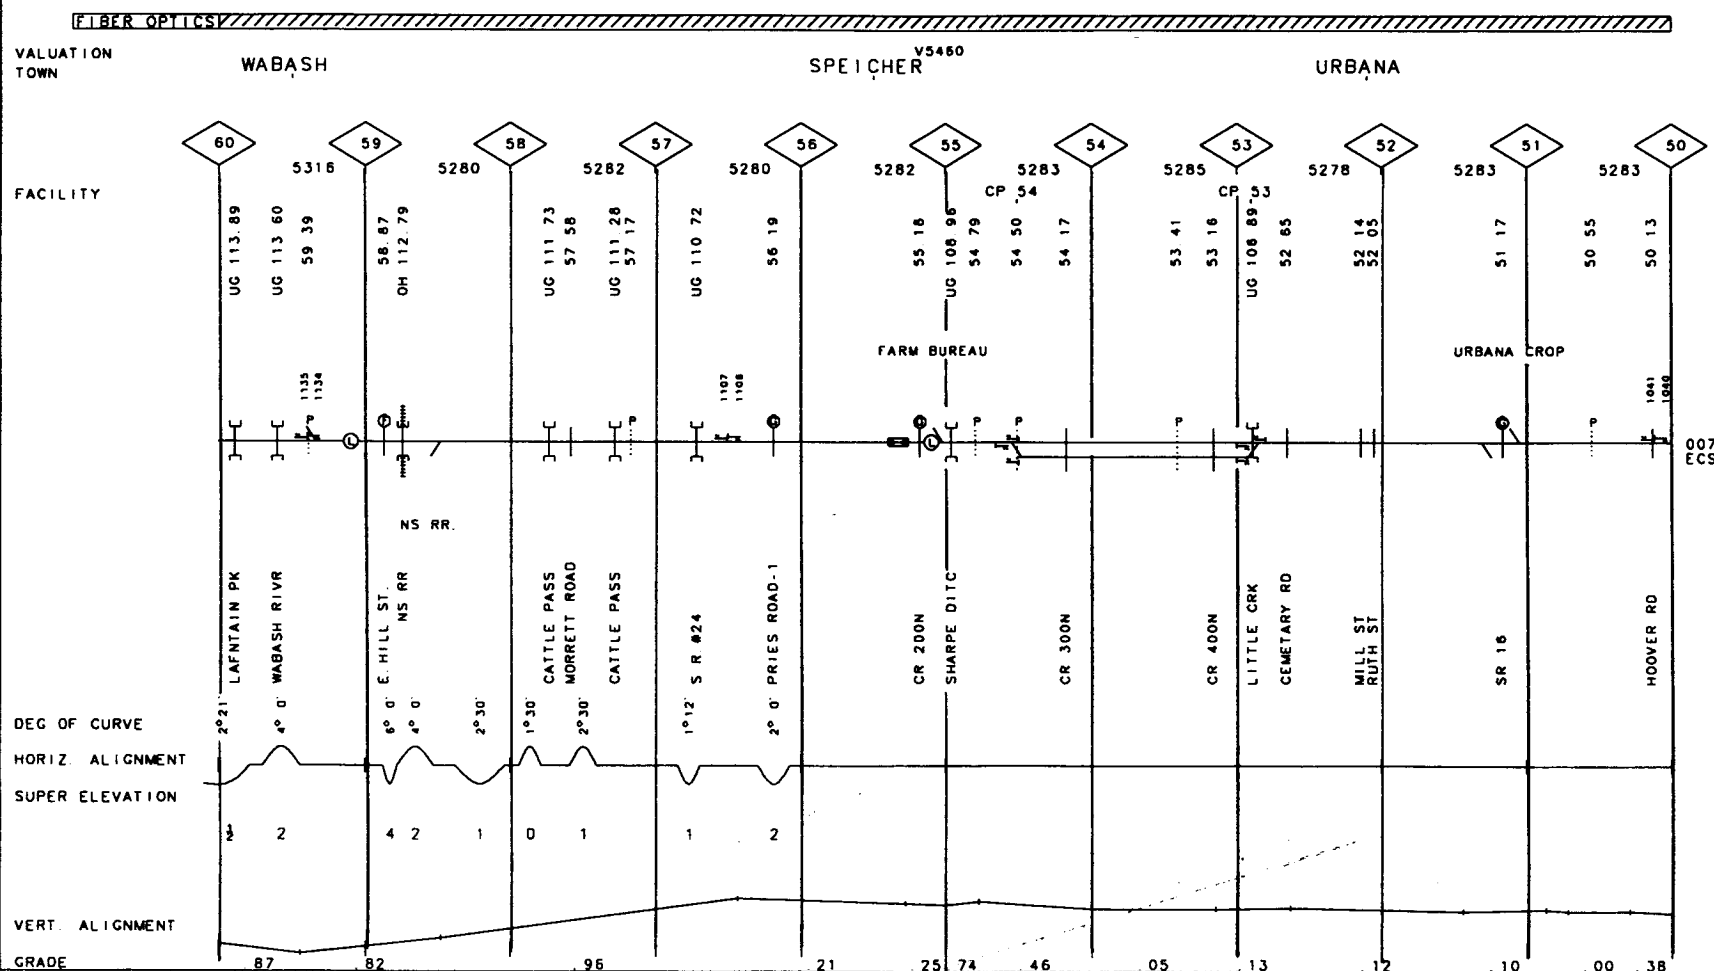 FIBER OPTICS
VALUATION V5460
TOWN WABASH SPEICHER URBANA
60 59 58 57 56 55 54 53 52 51 50
5316 5280 5282 5280 5282 5283 5285 5278 5283 5283
FACILITY CP 54 CP 53
UG 113.89
UG 113 60
59 39
58.87
OH 112.79
UG 111 73
57 58
UG 111 28
57 17
UG 110 72
56 19
55 18
UG 108 96
54 79
54 50
54 17
53 41
53 16
UG 106 89
52 65
52 14
52 05
51 17
50 55
50 13
FARM BUREAU URBANA CROP
1135
1134
1107
1106
1041
1040
P P P P P P
L L
007
ECS
NS RR.
LAFNTAIN PK
WABASH RIVR
E.HILL ST.
NS RR
CATTLE PASS
MORRETT ROAD
CATTLE PASS
S R #24
PRIES ROAD-1
CR 200N
SHARPE DITC
CR 300N
CR 400N
LITTLE CRK
CEMETARY RD
MILL ST
RUTH ST
SR 16
HOOVER RD
DEG OF CURVE 2°21' 4° 0' 6° 0' 4° 0' 2°30' 1°30' 2°30' 1°12' 2° 0'
HORIZ. ALIGNMENT
SUPER ELEVATION
1/2 2 4 2 1 0 1 1 2
VERT. ALIGNMENT
GRADE .87 .82 .96 .21 .25 .74 .46 .05 .13 .12 .10 .00 .38